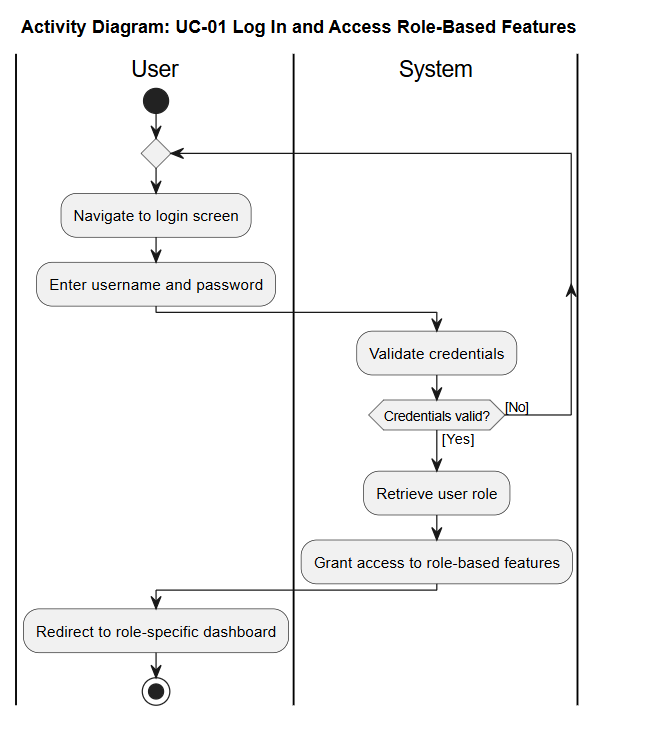 Activity Diagram: UC-01 Log In and Access Role-Based Features
User
System
Navigate to login screen
Enter username and password
Validate credentials
Credentials valid?
[No]
[Yes]
Retrieve user role
Grant access to role-based features
Redirect to role-specific dashboard